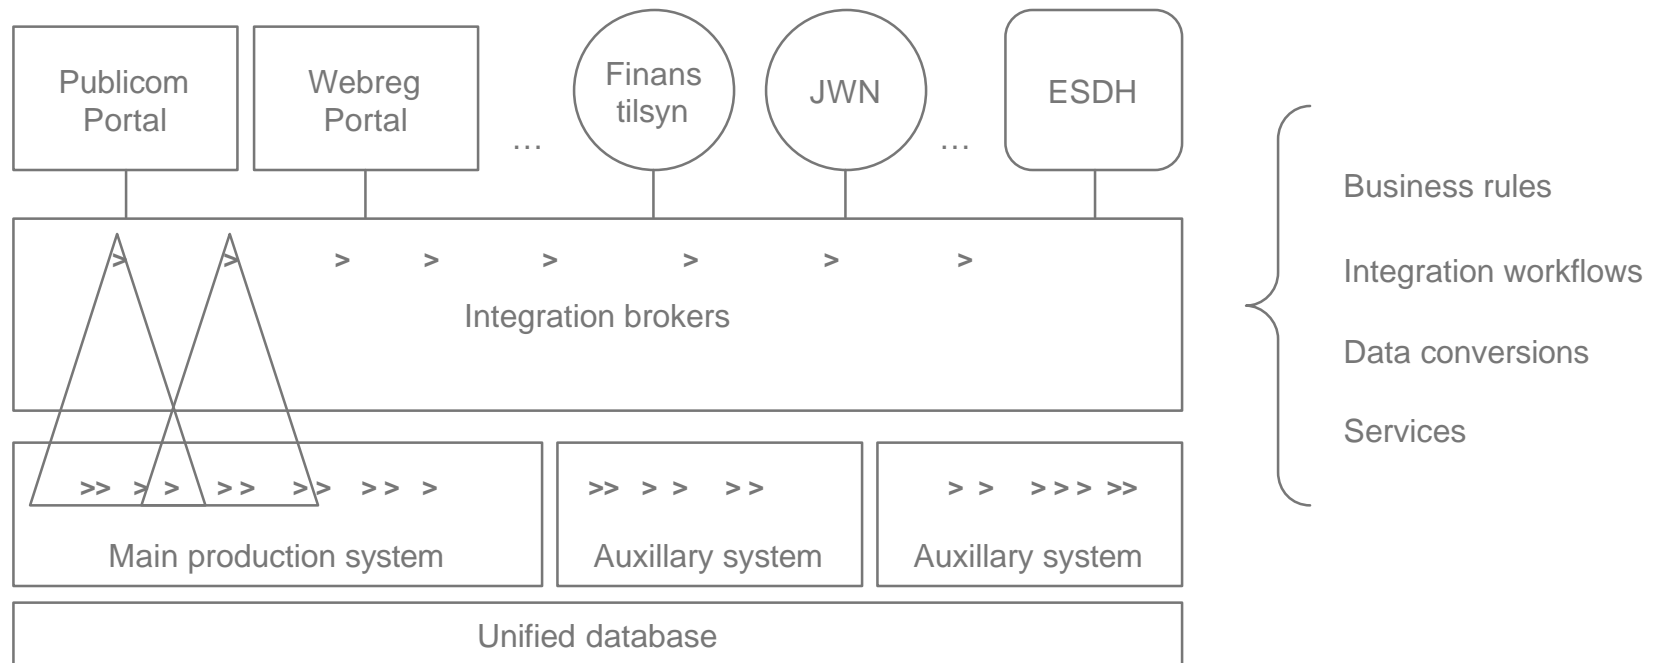 Publicom
Portal
Webreg
Portal
…
Finans
tilsyn
JWN
…
ESDH
> > > > > > > >
Integration brokers
>> > > > > > > > > >
Main production system
>> > > > >
Auxillary system
> > > > > >>
Auxillary system
Unified database
Business rules
Integration workflows
Data conversions
Services